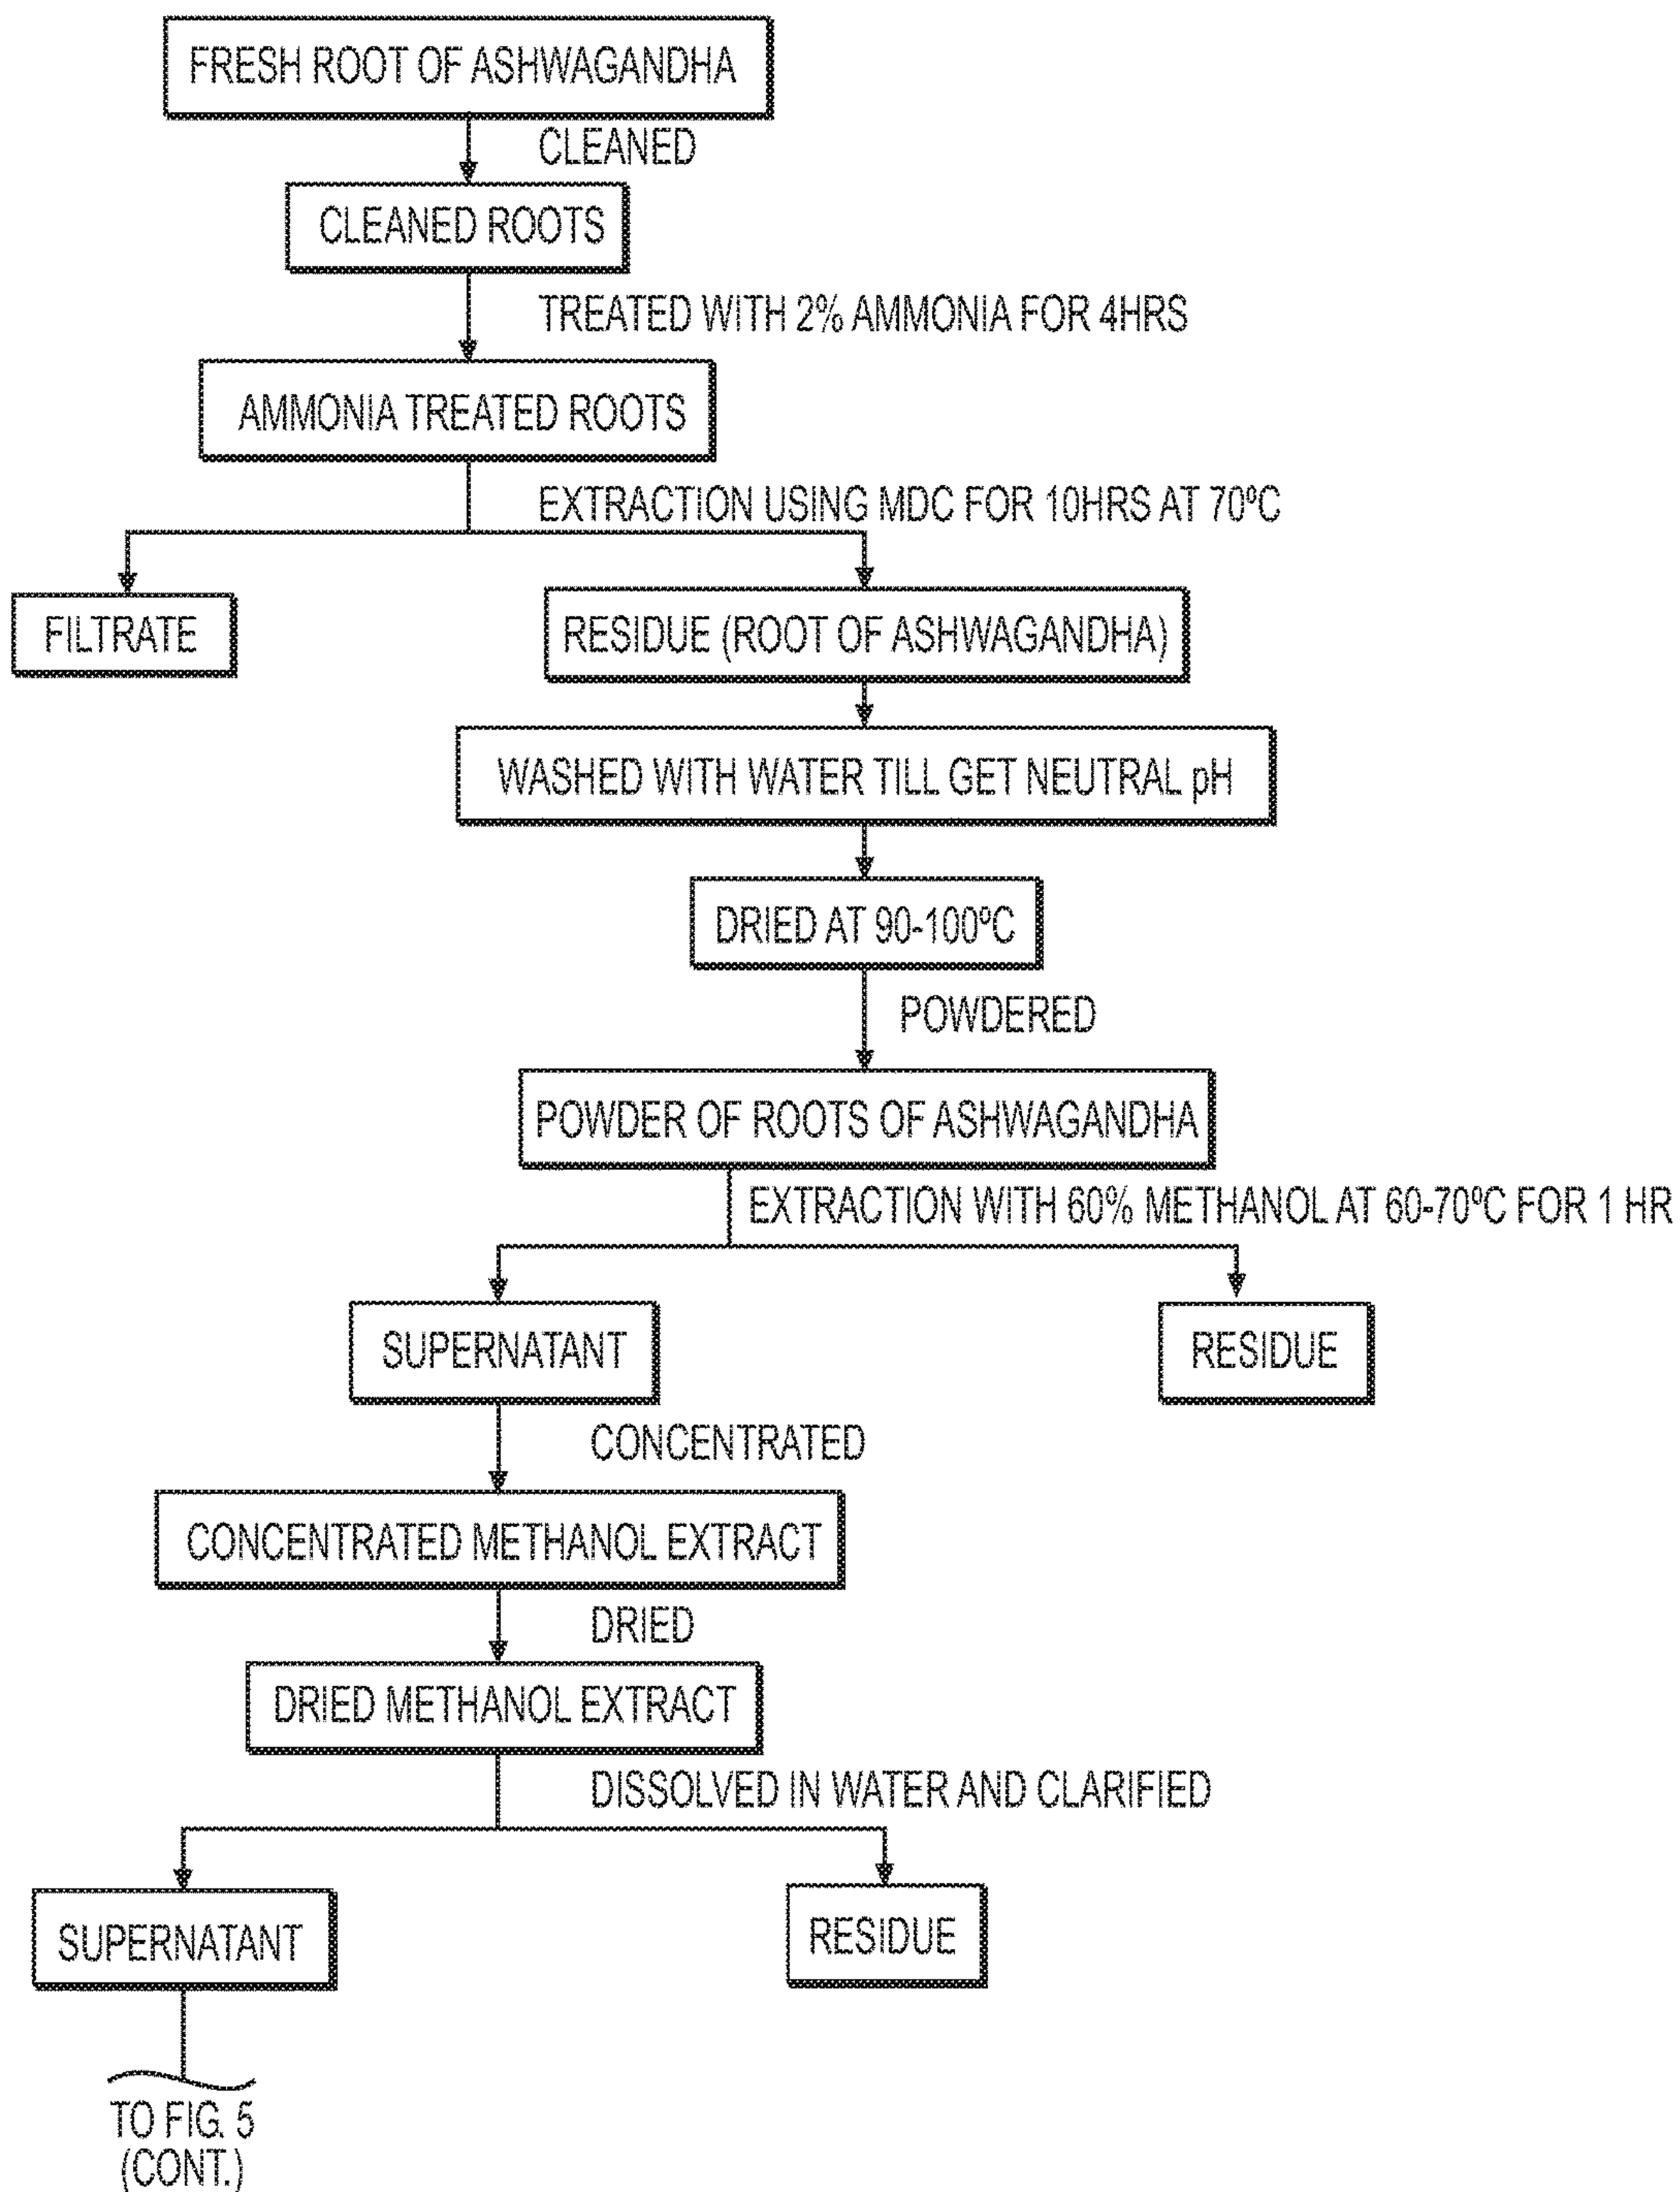 FRESH ROOT OF ASHWAGANDHA
CLEANED
CLEANED ROOTS
TREATED WITH 2% AMMONIA FOR 4HRS
AMMONIA TREATED ROOTS
EXTRACTION USING MDC FOR 10HRS AT 70ºC
FILTRATE
RESIDUE (ROOT OF ASHWAGANDHA)
WASHED WITH WATER TILL GET NEUTRAL pH
DRIED AT 90-100ºC
POWDERED
POWDER OF ROOTS OF ASHWAGANDHA
EXTRACTION WITH 60% METHANOL AT 60-70ºC FOR 1 HR
SUPERNATANT
RESIDUE
CONCENTRATED
CONCENTRATED METHANOL EXTRACT
DRIED
DRIED METHANOL EXTRACT
DISSOLVED IN WATER AND CLARIFIED
SUPERNATANT
RESIDUE
TO FIG. 5
(CONT.)